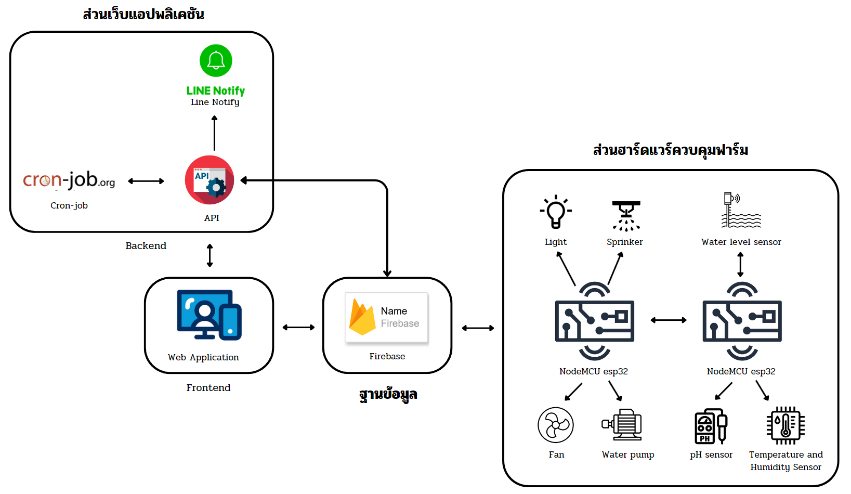 ส่วนเว็บแอปพลิเคชัน
LINE Notify
Line Notify
cron-job.org
Cron-job
API
API
Backend
Web Application
Frontend
Name
Firebase
Firebase
ฐานข้อมูล
ส่วนฮาร์ดแวร์ควบคุมฟาร์ม
Light
Sprinker
Water level sensor
NodeMCU esp32
NodeMCU esp32
Fan
Water pump
PH
pH sensor
Temperature and
Humidity Sensor